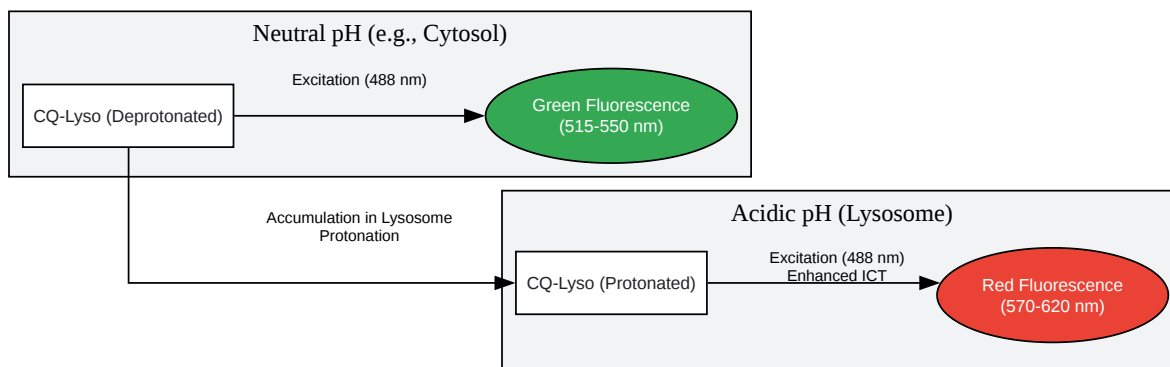 Neutral pH (e.g., Cytosol)
Excitation (488 nm)
CQ-Lyso (Deprotonated)
Green Fluorescence
(515-550 nm)
Accumulation in Lysosome
Protonation
Acidic pH (Lysosome)
Excitation (488 nm)
Enhanced ICT
CQ-Lyso (Protonated)
Red Fluorescence
(570-620 nm)